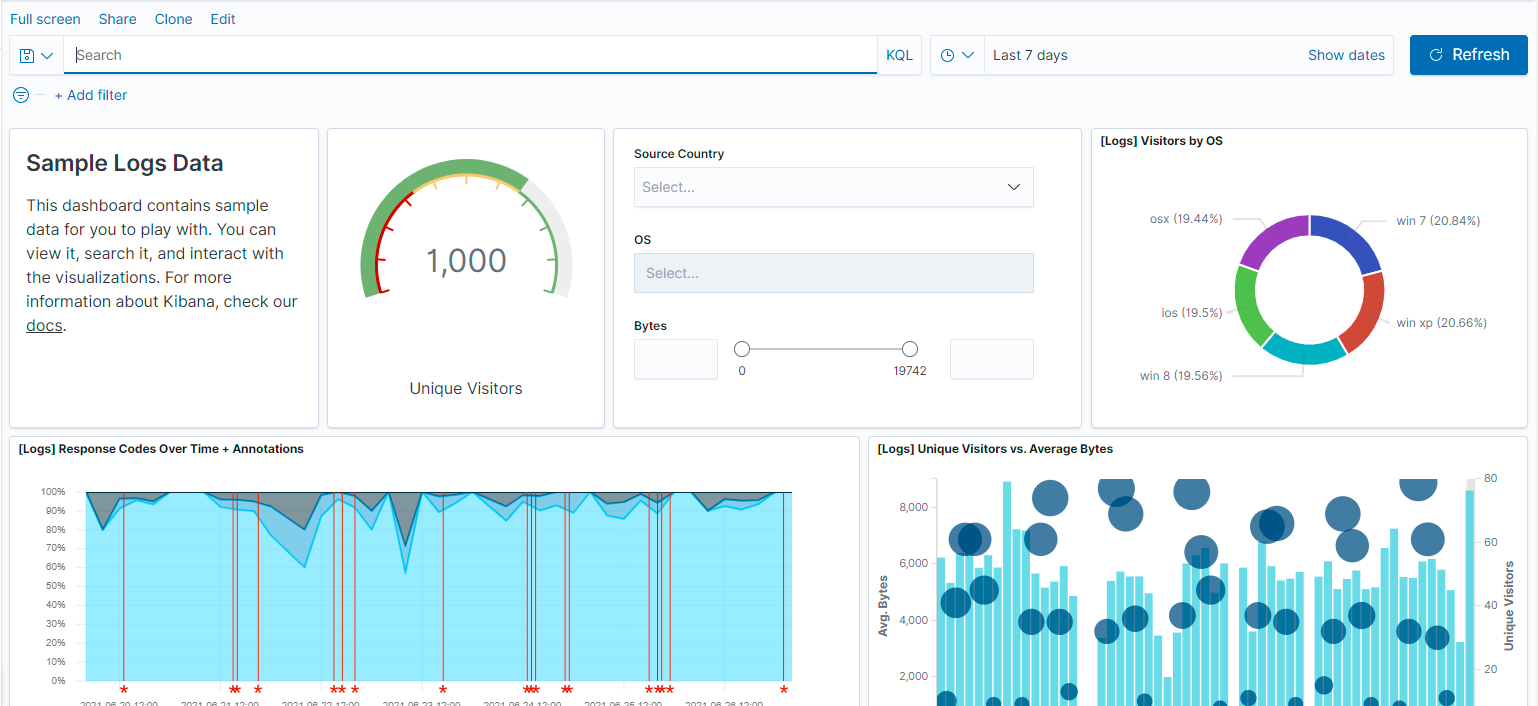 Full screen Share Clone Edit
Search KQL Last 7 days Show dates Refresh
+ Add filter
Sample Logs Data
This dashboard contains sample
data for you to play with. You can
view it, search it, and interact with
the visualizations. For more
information about Kibana, check our
docs.
1,000
Unique Visitors
Source Country
Select...
OS
Select...
Bytes
0 19742
[Logs] Visitors by OS
osx (19.44%)
win 7 (20.84%)
ios (19.5%)
win xp (20.66%)
win 8 (19.56%)
[Logs] Response Codes Over Time + Annotations
100%
90%
80%
70%
60%
50%
40%
30%
20%
10%
0%
2021-06-20 12:00 2021-06-21 12:00 2021-06-22 12:00 2021-06-23 12:00 2021-06-24 12:00 2021-06-25 12:00 2021-06-26 12:00
[Logs] Unique Visitors vs. Average Bytes
Avg. Bytes
8,000
6,000
4,000
2,000
80
60
40
20
Unique Visitors